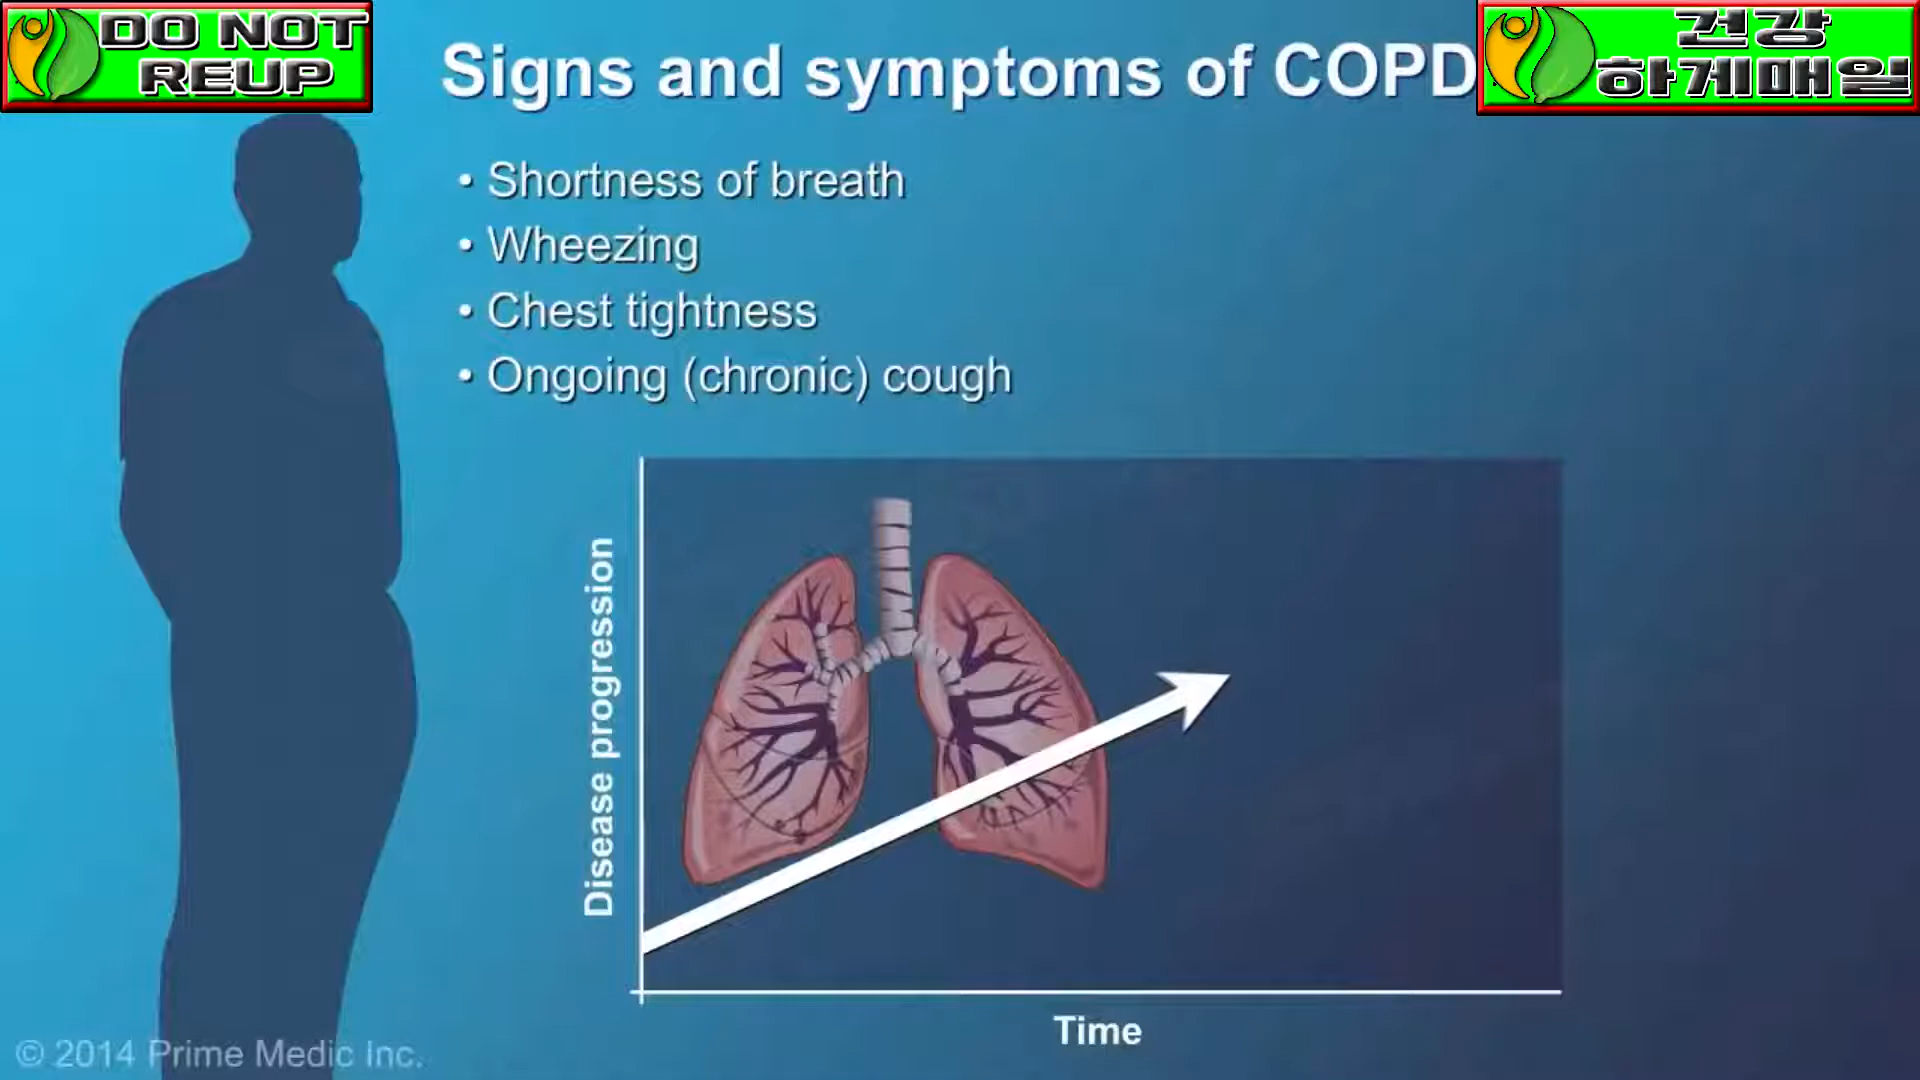 DO NOT
REUP
Signs and symptoms of COPD
건강
하게매일
• Shortness of breath
• Wheezing
• Chest tightness
• Ongoing (chronic) cough
Disease progression
Time
© 2014 Prime Medic Inc.